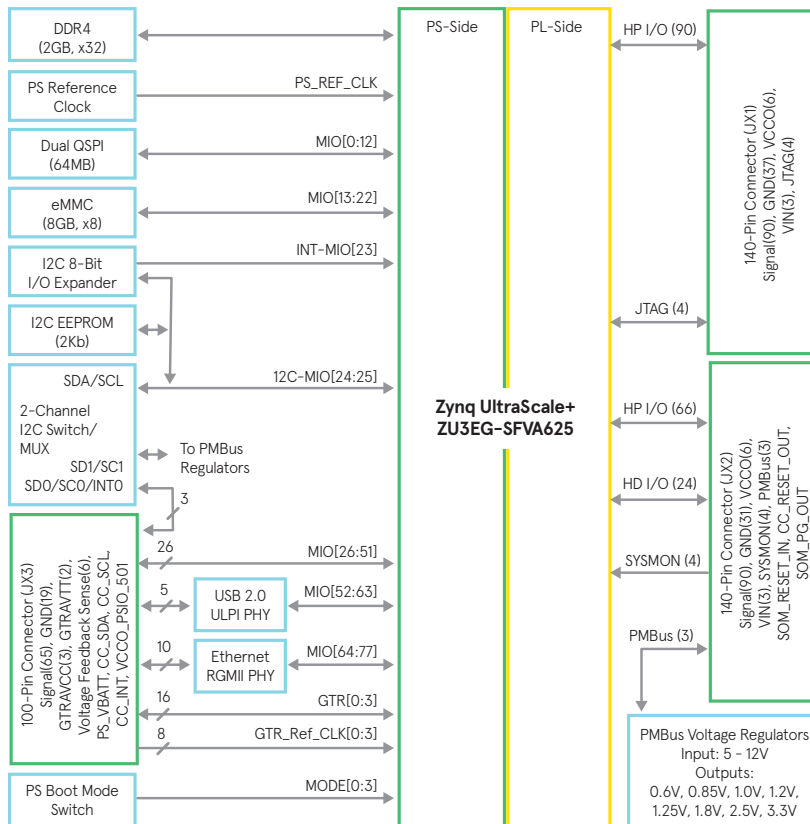 DDR4
(2GB, x32)
PS Reference
Clock
PS_REF_CLK
Dual QSPI
(64MB)
MIO[0:12]
eMMC
(8GB, x8)
MIO[13:22]
I2C 8-Bit
I/O Expander
INT-MIO[23]
I2C EEPROM
(2Kb)
SDA/SCL
12C-MIO[24:25]
2-Channel
I2C Switch/
MUX
SD1/SC1
SD0/SC0/INT0
To PMBus
Regulators
3
100-Pin Connector (JX3)
Signal(65), GND(19),
GTRAVCC(3), GTRAVTT(2),
Voltage Feedback Sense(6),
PS_VBATT, CC_SDA, CC_SCL,
CC_INT, VCCO_PSIO_501
26
MIO[26:51]
5
USB 2.0
ULPI PHY
MIO[52:63]
10
Ethernet
RGMII PHY
MIO[64:77]
16
GTR[0:3]
8
GTR_Ref_CLK[0:3]
PS Boot Mode
Switch
MODE[0:3]
PS-Side
PL-Side
Zynq UltraScale+
ZU3EG-SFVA625
HP I/O (90)
JTAG (4)
140-Pin Connector (JX1)
Signal(90), GND(37), VCCO(6),
VIN(3), JTAG(4)
HP I/O (66)
HD I/O (24)
SYSMON (4)
PMBus (3)
140-Pin Connector (JX2)
Signal(90), GND(31), VCCO(6),
VIN(3), SYSMON(4), PMBus(3)
SOM_RESET_IN, CC_RESET_OUT,
SOM_PG_OUT
PMBus Voltage Regulators
Input: 5 - 12V
Outputs:
0.6V, 0.85V, 1.0V, 1.2V,
1.25V, 1.8V, 2.5V, 3.3V